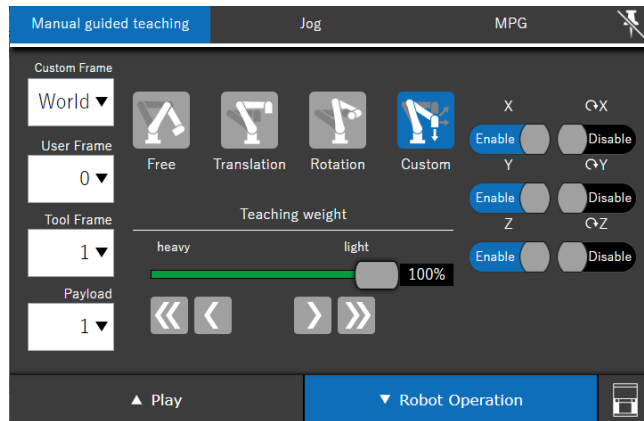 Manual guided teaching Jog MPG
Custom Frame
World ▼
User Frame
0 ▼
Tool Frame
1 ▼
Payload
1 ▼
Free Translation Rotation Custom
Teaching weight
heavy light
100%
X ↷X
Enable Disable
Y ↷Y
Enable Disable
Z ↷Z
Enable Disable
▲ Play ▼ Robot Operation